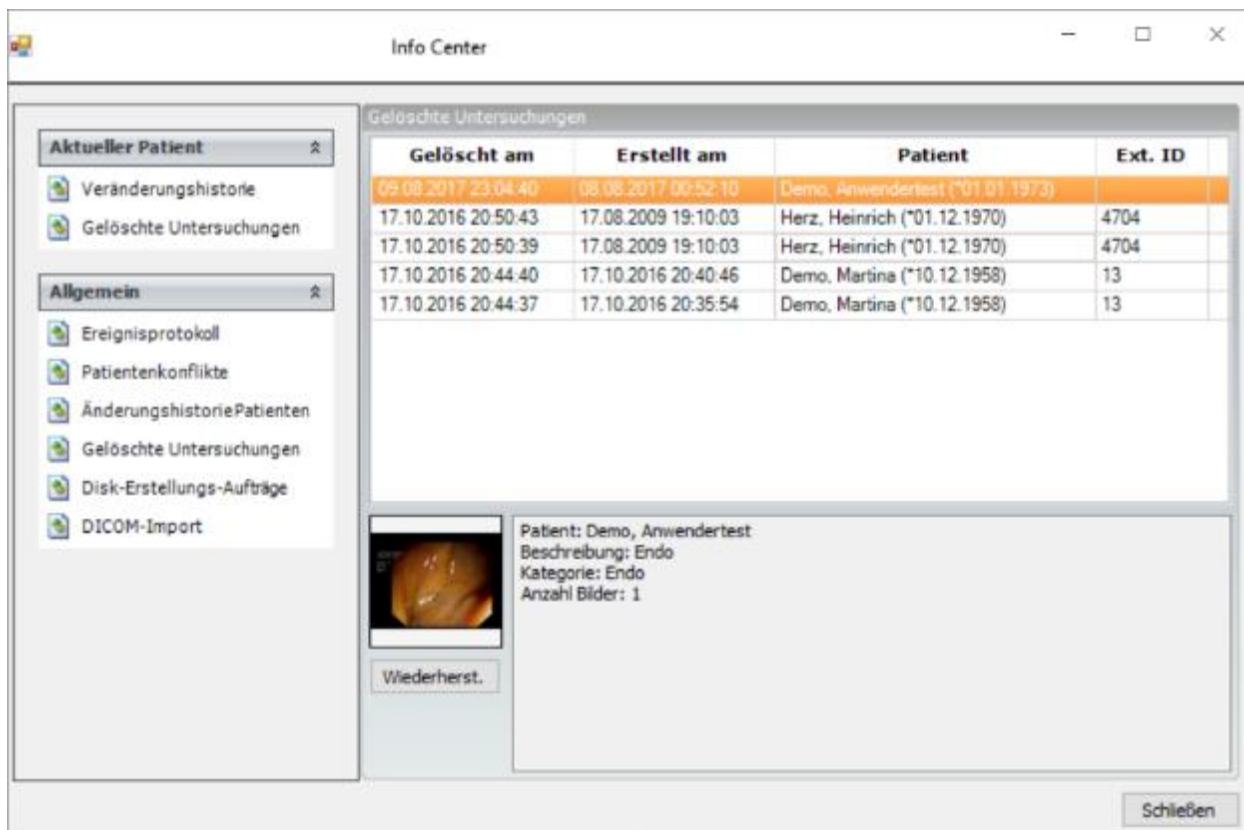 Info Center
Aktueller Patient
Veränderungshistorie
Gelöschte Untersuchungen
Allgemein
Ereignisprotokoll
Patientenkonflikte
ÄnderungshistoriePatienten
Gelöschte Untersuchungen
Disk-Erstellungs-Aufträge
DICOM-Import
Gelöschte Untersuchungen
Gelöscht am Erstellt am Patient Ext. ID
09.08.2017 23:04:40 08.08.2017 00:52:10 Demo, Anwendertest (*01.01.1973)
17.10.2016 20:50:43 17.08.2009 19:10:03 Herz, Heinrich (*01.12.1970) 4704
17.10.2016 20:50:39 17.08.2009 19:10:03 Herz, Heinrich (*01.12.1970) 4704
17.10.2016 20:44:40 17.10.2016 20:40:46 Demo, Martina (*10.12.1958) 13
17.10.2016 20:44:37 17.10.2016 20:35:54 Demo, Martina (*10.12.1958) 13
Patient: Demo, Anwendertest
Beschreibung: Endo
Kategorie: Endo
Anzahl Bilder: 1
Wiederherst.
Schließen